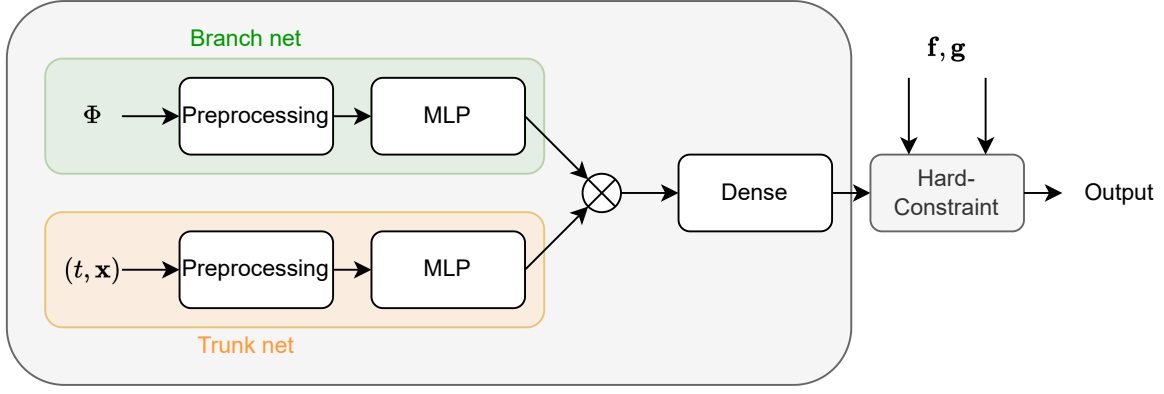 Branch net
Φ
Preprocessing
MLP
(t, x)
Preprocessing
MLP
Trunk net
Dense
f, g
Hard-
Constraint
Output